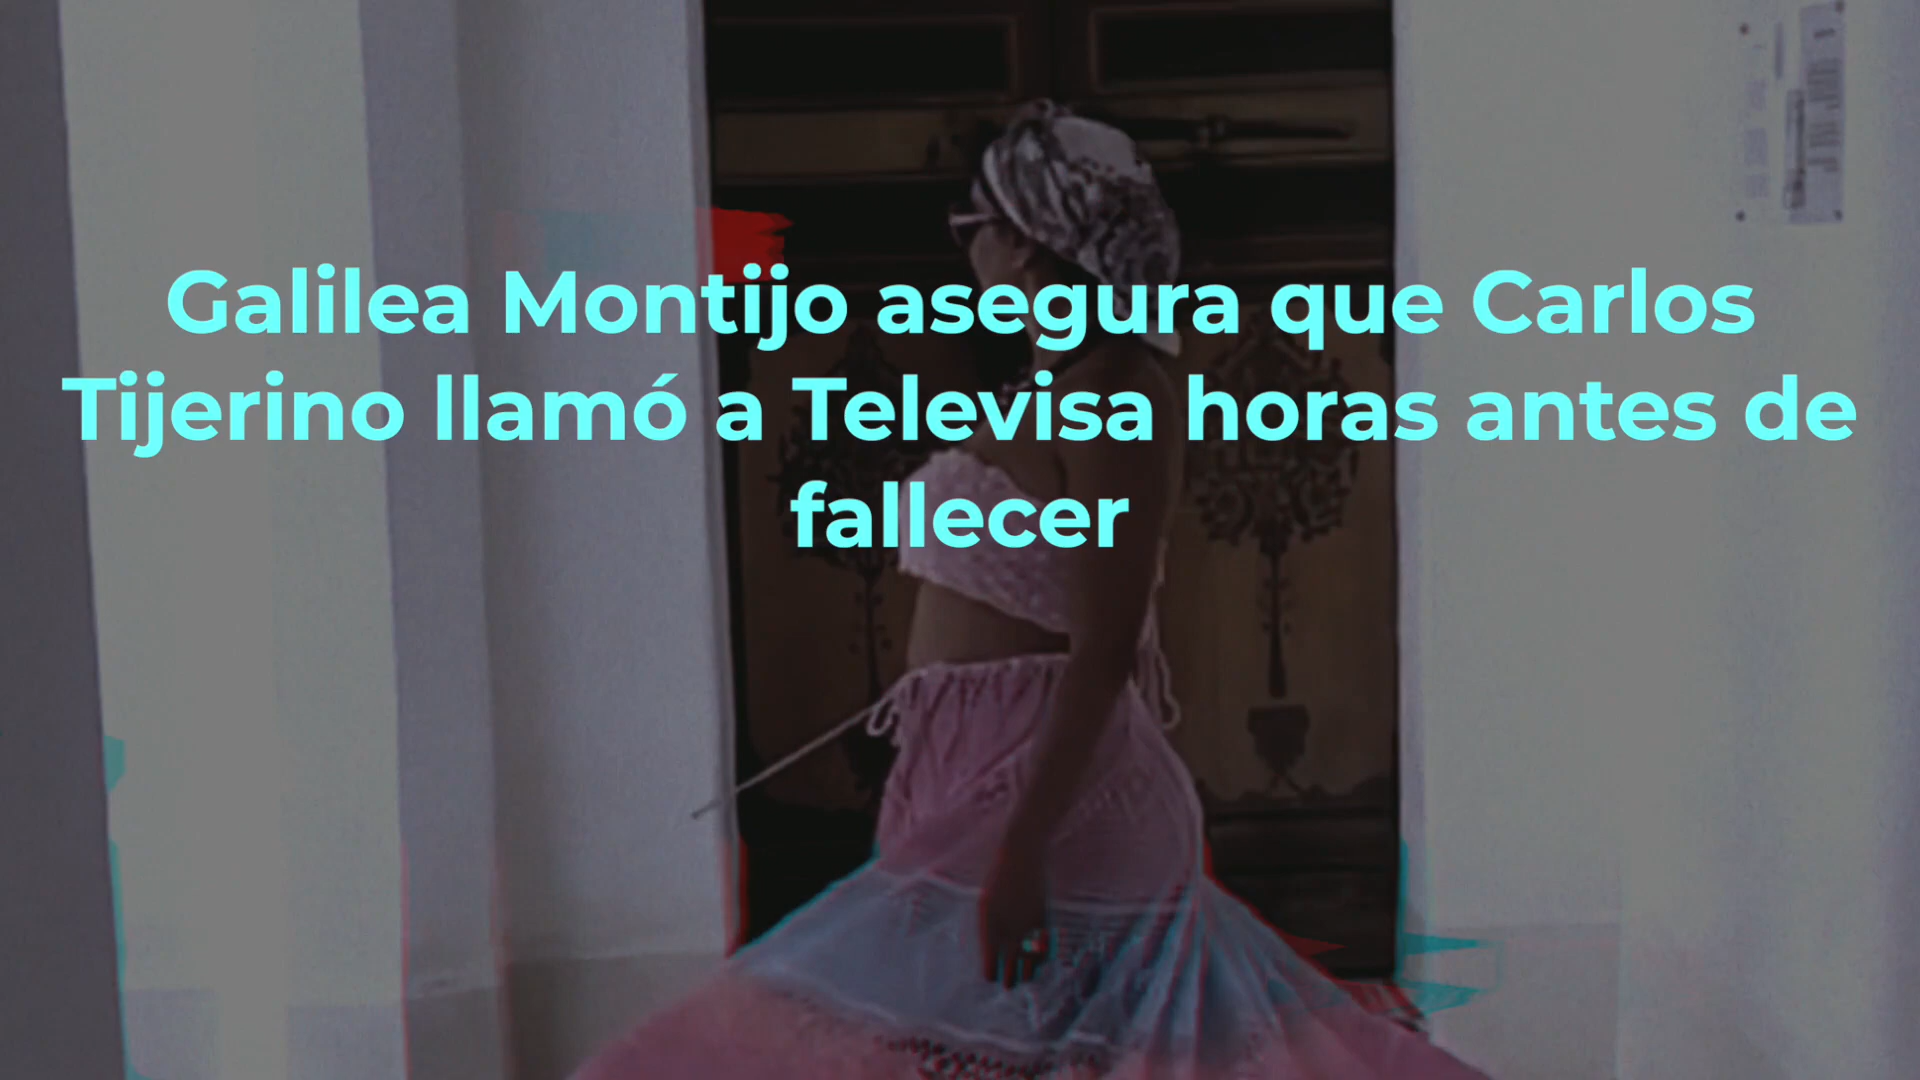 Galilea Montijo asegura que Carlos
Tijerino llamó a Televisa horas antes de
fallecer